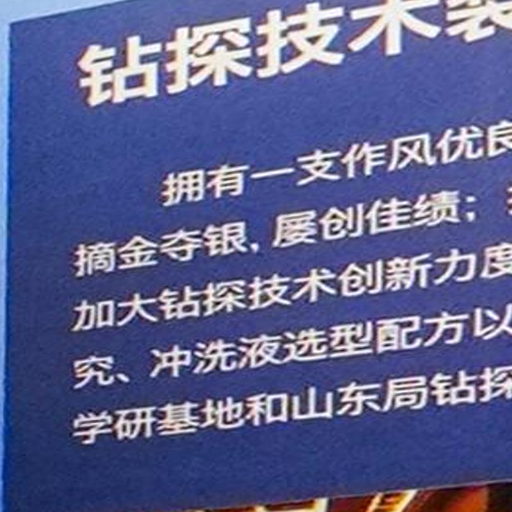 钻探技术装
拥有一支作风优良
摘金夺银,屡创佳绩;
加大钻探技术创新力度
究、冲洗液选型配方以
学研基地和山东局钻探